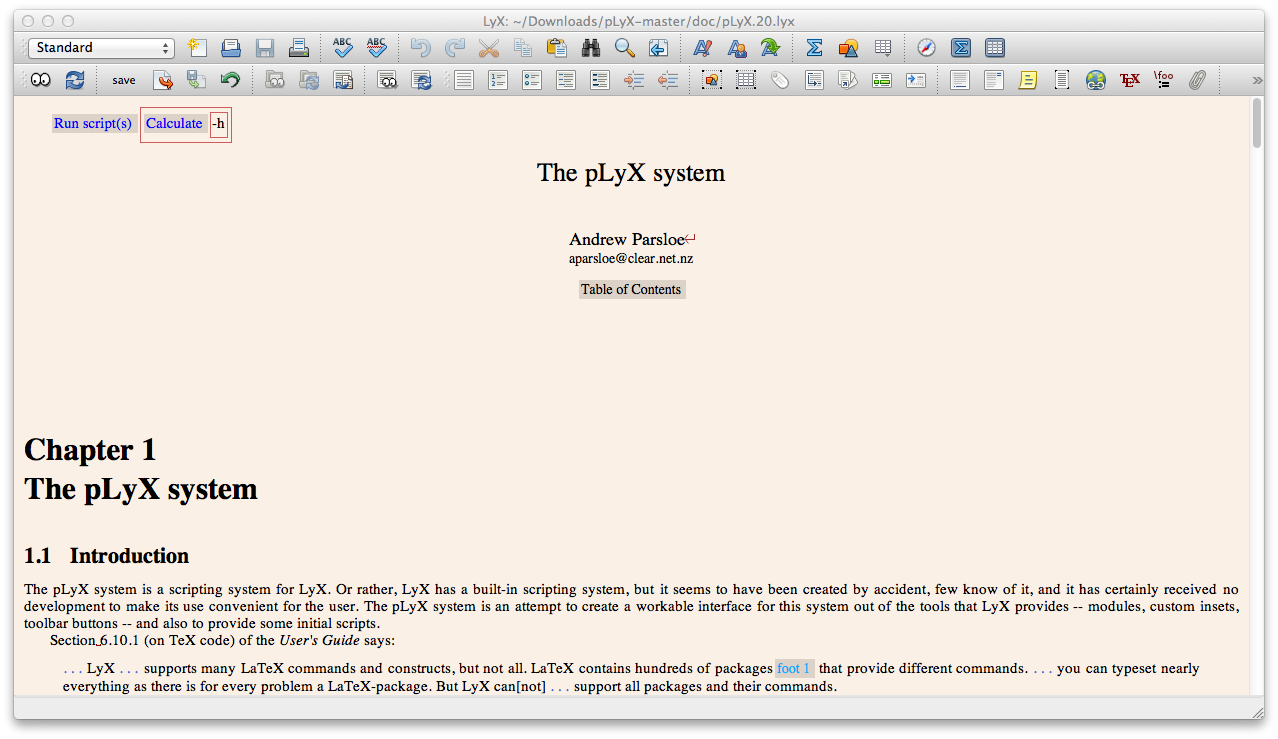 LyX: ~/Downloads/pLyX-master/doc/pLyX.20.lyx
Standard
ABC ABC
save TEX \foo »
Run script(s) Calculate -h
The pLyX system
Andrew Parsloe↵
aparsloe@clear.net.nz
Table of Contents
Chapter 1
The pLyX system
1.1 Introduction
The pLyX system is a scripting system for LyX. Or rather, LyX has a built-in scripting system, but it seems to have been created by accident, few know of it, and it has certainly received no
development to make its use convenient for the user. The pLyX system is an attempt to create a workable interface for this system out of the tools that LyX provides -- modules, custom insets,
toolbar buttons -- and also to provide some initial scripts.
Section 6.10.1 (on TeX code) of the User's Guide says:
... LyX ... supports many LaTeX commands and constructs, but not all. LaTeX contains hundreds of packages foot 1 that provide different commands. ... you can typeset nearly
everything as there is for every problem a LaTeX-package. But LyX can[not] ... support all packages and their commands.